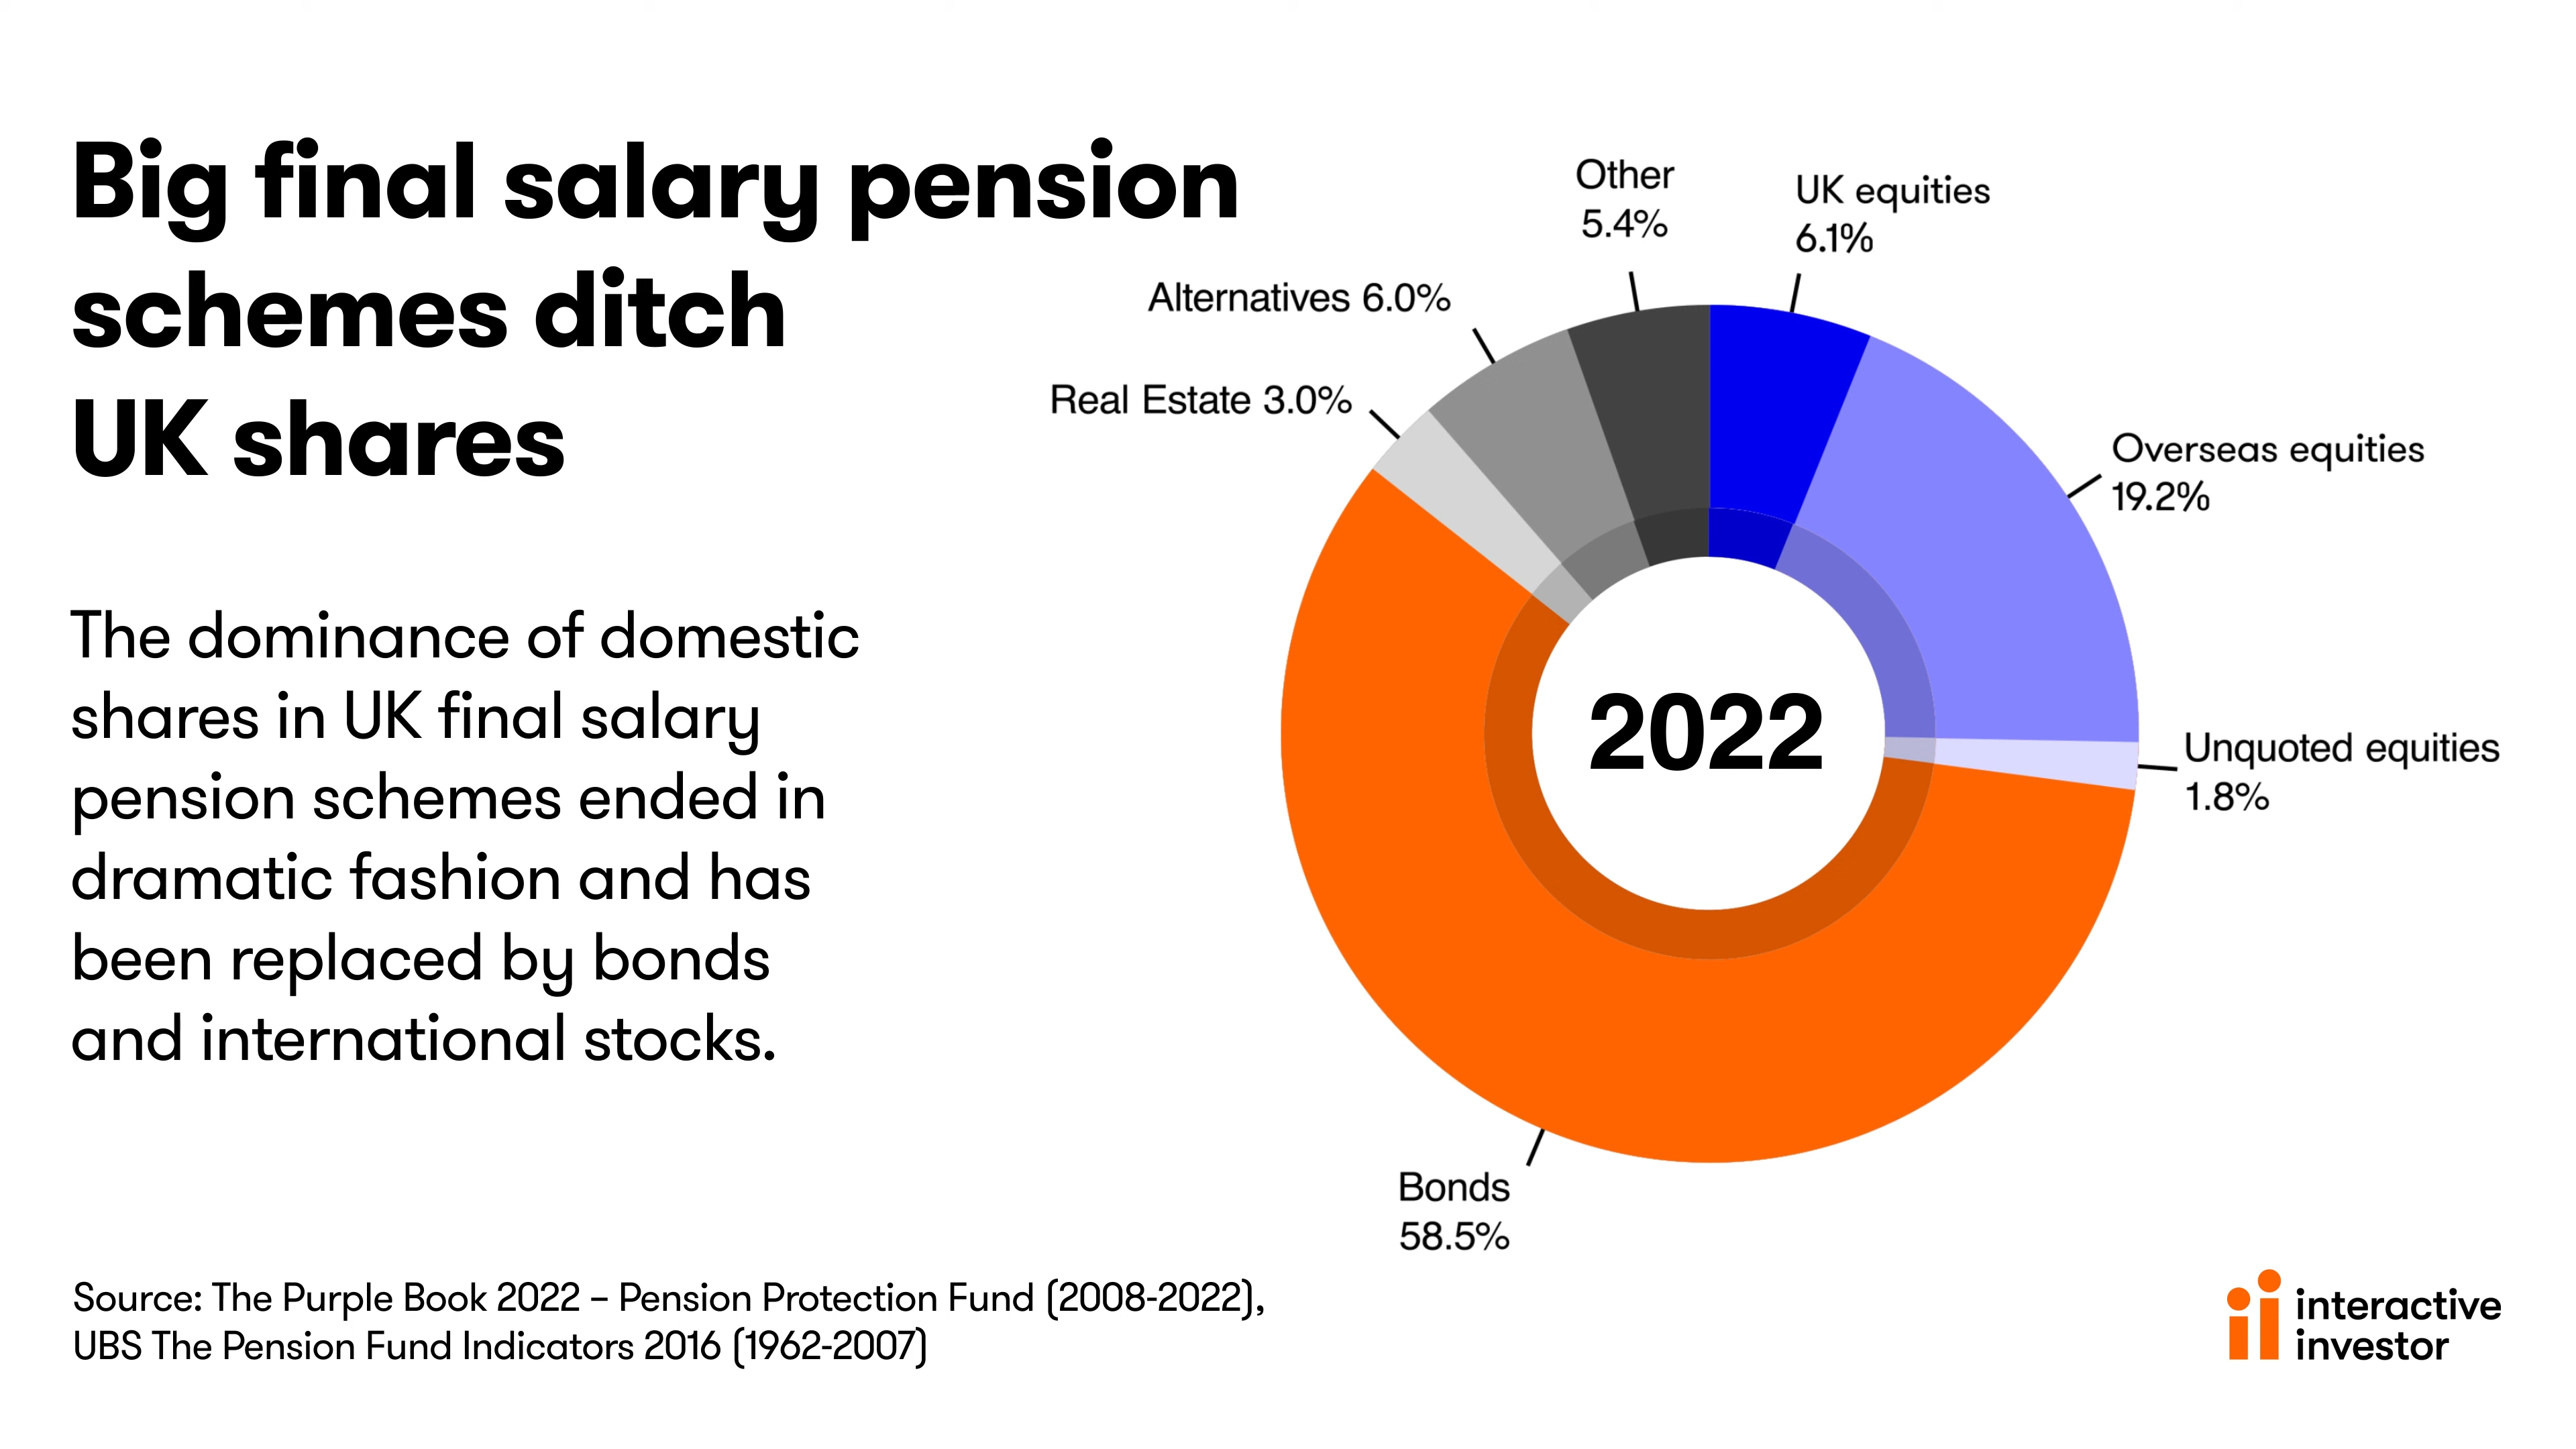 Big final salary pension
schemes ditch
UK shares
The dominance of domestic
shares in UK final salary
pension schemes ended in
dramatic fashion and has
been replaced by bonds
and international stocks.
Other
5.4%
UK equities
6.1%
Alternatives 6.0%
Real Estate 3.0%
Overseas equities
19.2%
2022
Unquoted equities
1.8%
Bonds
58.5%
Source: The Purple Book 2022 – Pension Protection Fund (2008-2022),
UBS The Pension Fund Indicators 2016 (1962-2007)
interactive
investor